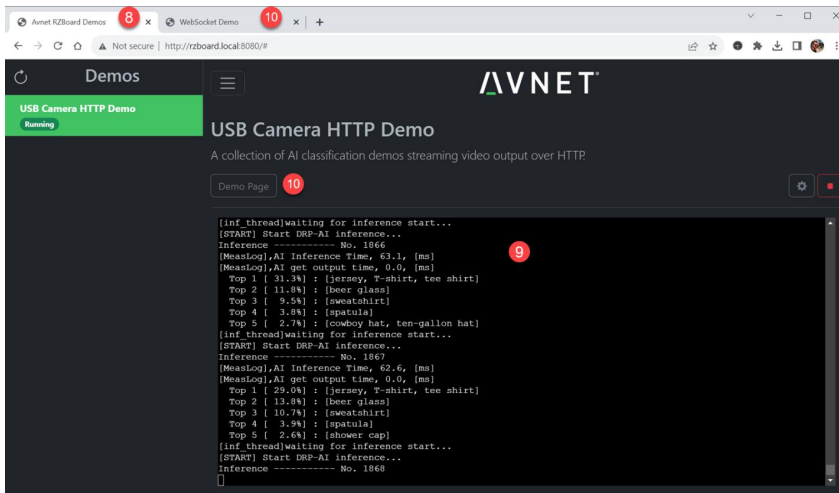 Avnet RZBoard Demos 8 WebSocket Demo 10
Not secure | http://rzboard.local:8080/#
Demos
AVNET
USB Camera HTTP Demo
Running
USB Camera HTTP Demo
A collection of AI classification demos streaming video output over HTTP.
Demo Page 10
9
[inf_thread]waiting for inference start...
[START] Start DRP-AI inference...
Inference ----------- No. 1866
[MeasLog],AI Inference Time, 63.1, [ms]
[MeasLog],AI get output time, 0.0, [ms]
Top 1 [ 31.3%] : [jersey, T-shirt, tee shirt]
Top 2 [ 11.8%] : [beer glass]
Top 3 [  9.5%] : [sweatshirt]
Top 4 [  3.8%] : [spatula]
Top 5 [  2.7%] : [cowboy hat, ten-gallon hat]
[inf_thread]waiting for inference start...
[START] Start DRP-AI inference...
Inference ----------- No. 1867
[MeasLog],AI Inference Time, 62.6, [ms]
[MeasLog],AI get output time, 0.0, [ms]
Top 1 [ 29.0%] : [jersey, T-shirt, tee shirt]
Top 2 [ 13.8%] : [beer glass]
Top 3 [ 10.7%] : [sweatshirt]
Top 4 [  3.9%] : [spatula]
Top 5 [  2.6%] : [shower cap]
[inf_thread]waiting for inference start...
[START] Start DRP-AI inference...
Inference ----------- No. 1868